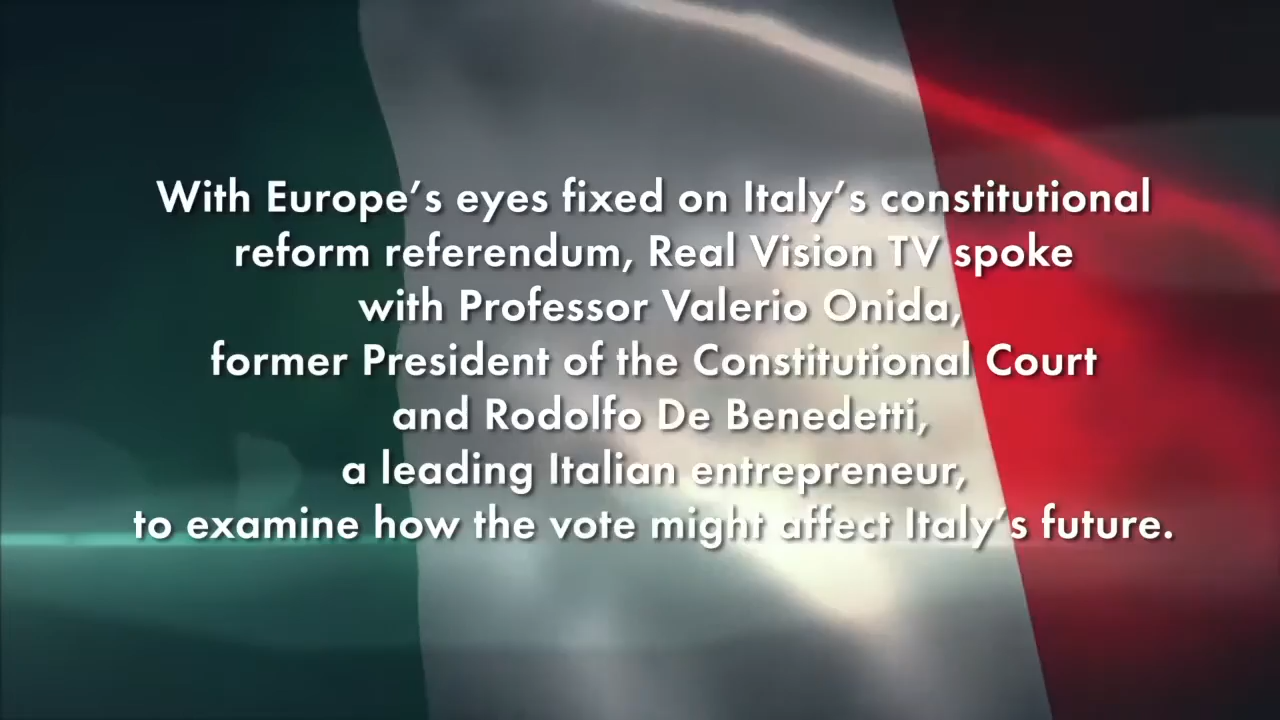 With Europe’s eyes fixed on Italy’s constitutional
reform referendum, Real Vision TV spoke
with Professor Valerio Onida,
former President of the Constitutional Court
and Rodolfo De Benedetti,
a leading Italian entrepreneur,
to examine how the vote might affect Italy’s future.